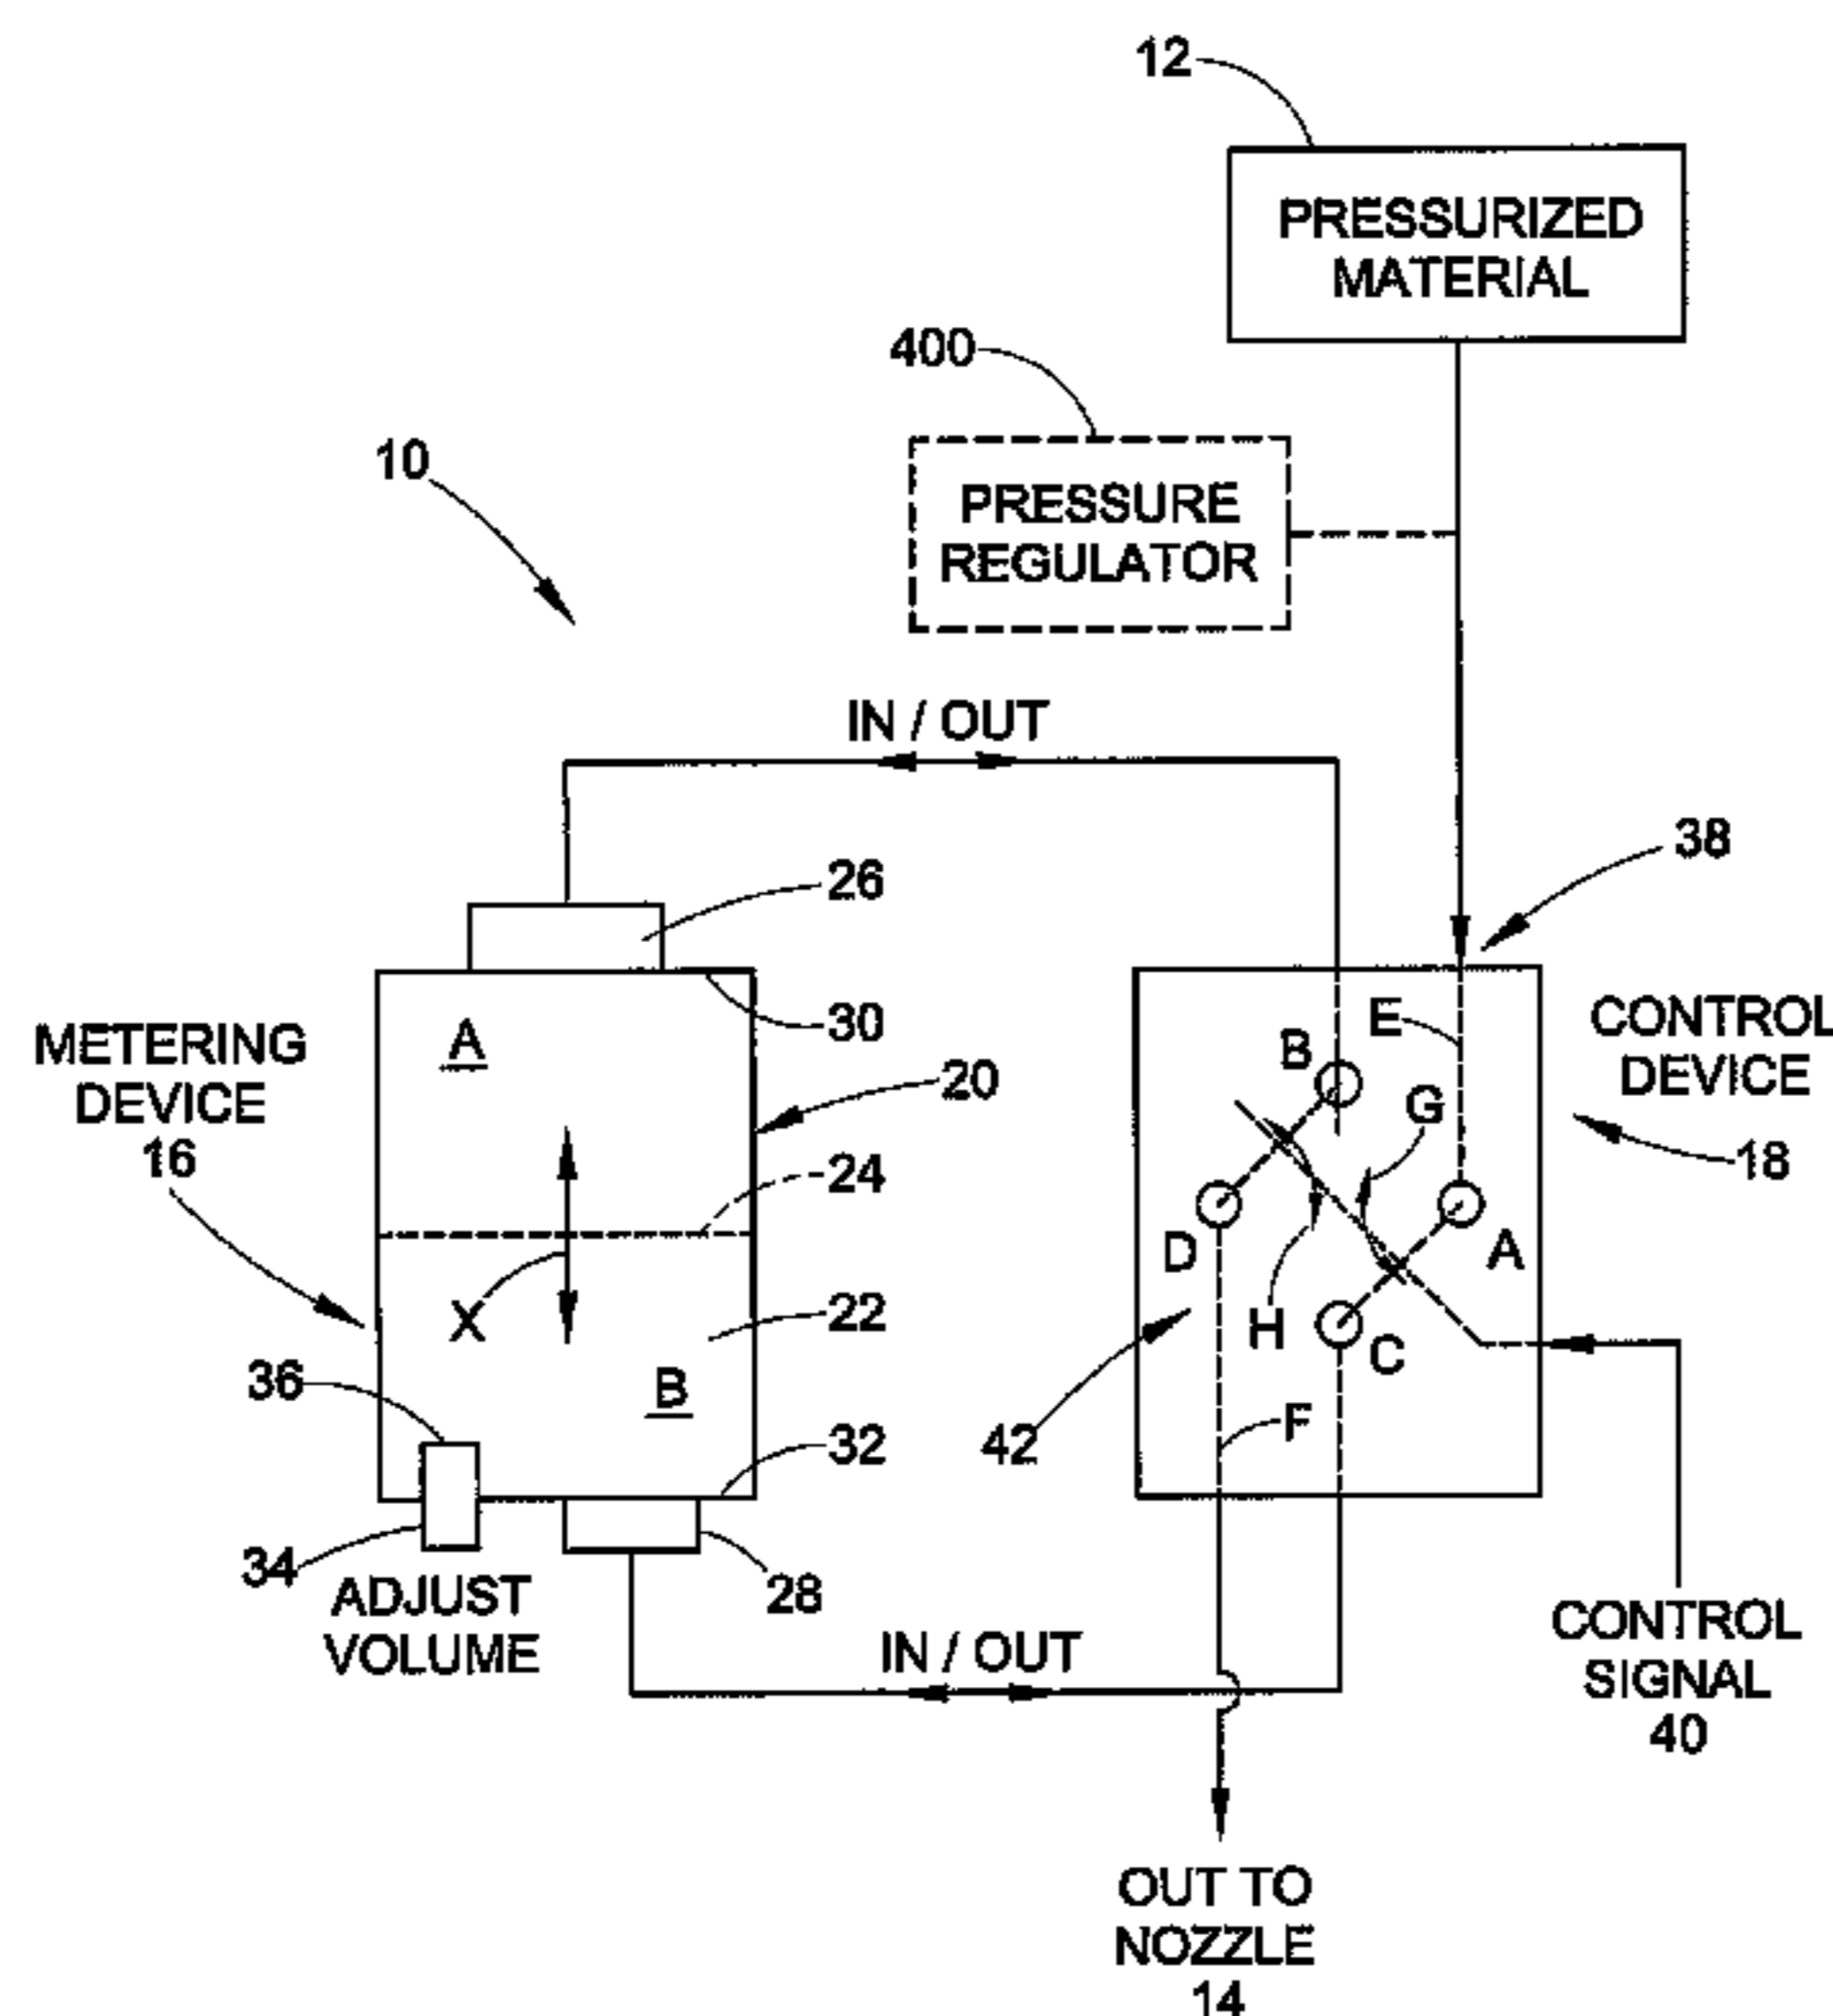 12
PRESSURIZED
MATERIAL
400
10
PRESSURE
REGULATOR
IN / OUT
38
26
30
METERING
DEVICE
16
A
20
24
X
22
B
36
32
34
ADJUST
VOLUME
28
IN / OUT
E
B
G
CONTROL
DEVICE
18
D
A
H
C
42
F
CONTROL
SIGNAL
40
OUT TO
NOZZLE
14